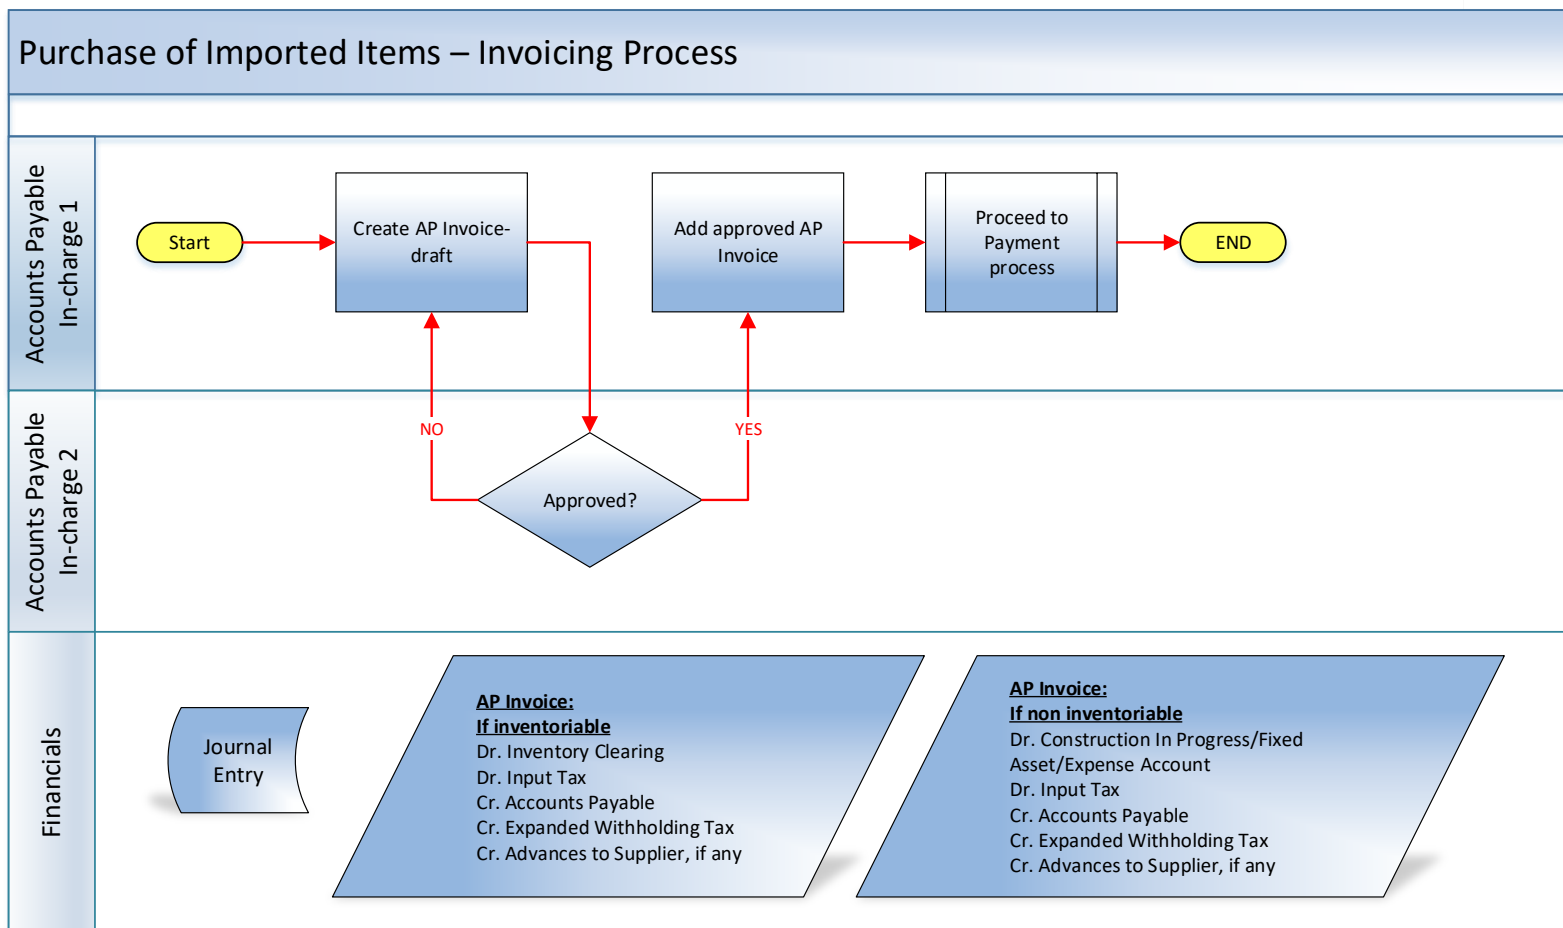 Purchase of Imported Items – Invoicing Process
Accounts Payable
In-charge 1
Start
Create AP Invoice-
draft
Add approved AP
Invoice
Proceed to
Payment
process
END
Accounts Payable
In-charge 2
NO
YES
Approved?
Financials
Journal
Entry
AP Invoice:
If inventoriable
Dr. Inventory Clearing
Dr. Input Tax
Cr. Accounts Payable
Cr. Expanded Withholding Tax
Cr. Advances to Supplier, if any
AP Invoice:
If non inventoriable
Dr. Construction In Progress/Fixed
Asset/Expense Account
Dr. Input Tax
Cr. Accounts Payable
Cr. Expanded Withholding Tax
Cr. Advances to Supplier, if any